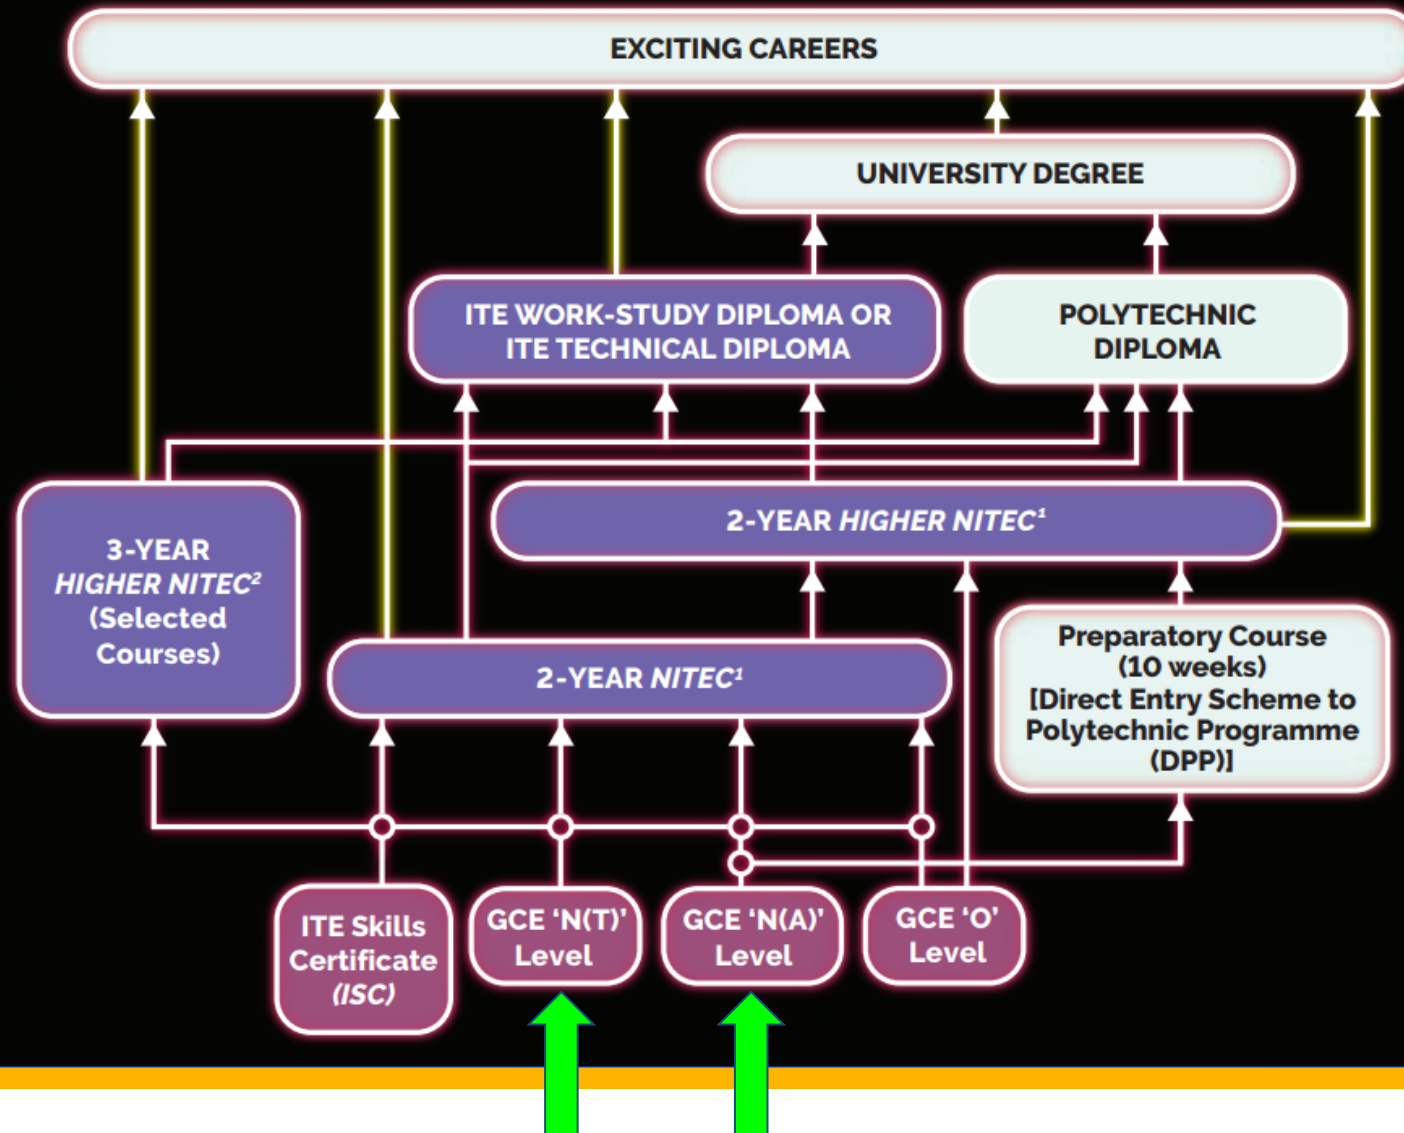 EXCITING CAREERS
UNIVERSITY DEGREE
ITE WORK-STUDY DIPLOMA OR
ITE TECHNICAL DIPLOMA
POLYTECHNIC
DIPLOMA
3-YEAR
HIGHER NITEC²
(Selected
Courses)
2-YEAR HIGHER NITEC¹
2-YEAR NITEC¹
Preparatory Course
(10 weeks)
[Direct Entry Scheme to
Polytechnic Programme
(DPP)]
ITE Skills
Certificate
(ISC)
GCE ‘N(T)’
Level
GCE ‘N(A)’
Level
GCE ‘O’
Level